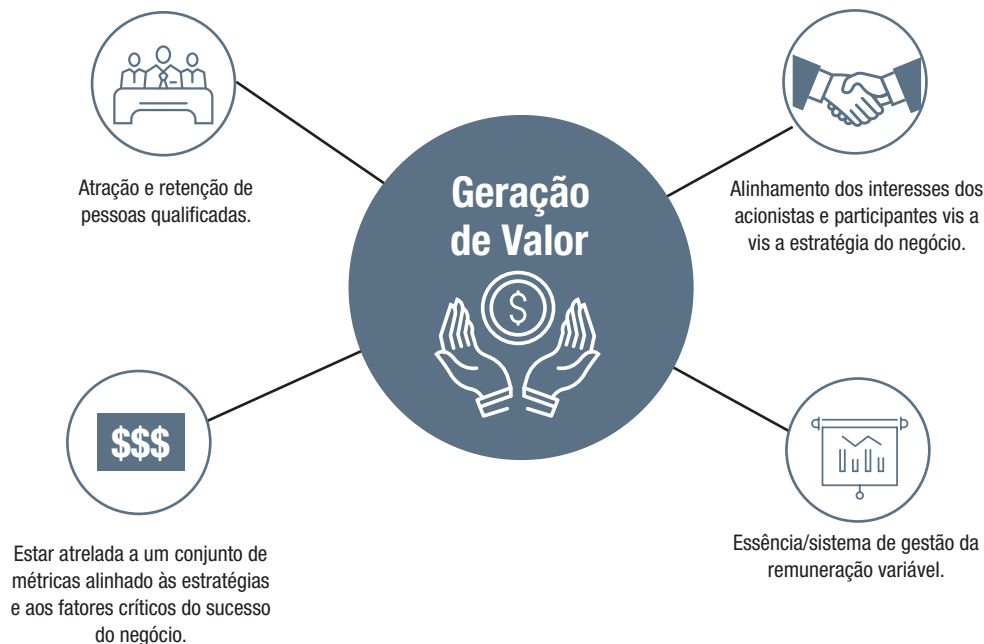 Geração
de Valor
$
Atração e retenção de
pessoas qualificadas.
Alinhamento dos interesses dos
acionistas e participantes vis a
vis a estratégia do negócio.
$$$
Estar atrelada a um conjunto de
métricas alinhado às estratégias
e aos fatores críticos do sucesso
do negócio.
Essência/sistema de gestão da
remuneração variável.